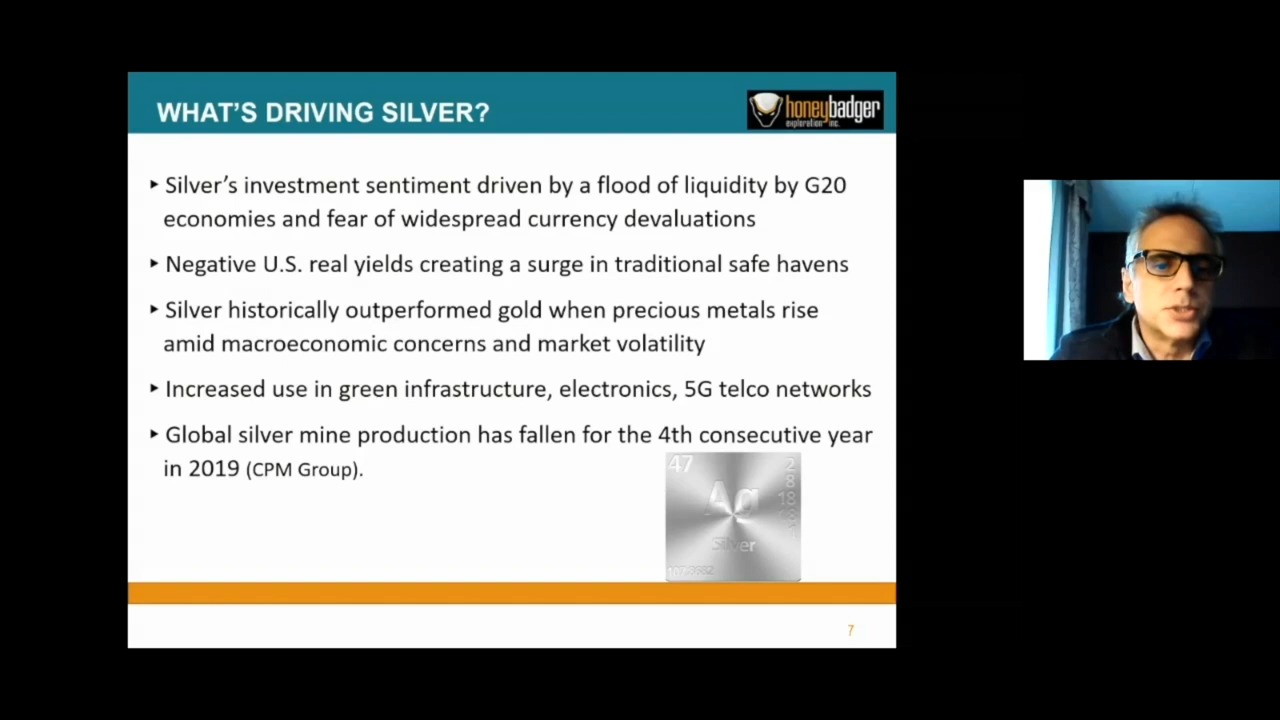 WHAT'S DRIVING SILVER?
honeybadger
exploration inc.
‣ Silver's investment sentiment driven by a flood of liquidity by G20
economies and fear of widespread currency devaluations
‣ Negative U.S. real yields creating a surge in traditional safe havens
‣ Silver historically outperformed gold when precious metals rise
amid macroeconomic concerns and market volatility
‣ Increased use in green infrastructure, electronics, 5G telco networks
‣ Global silver mine production has fallen for the 4th consecutive year
in 2019 (CPM Group).
47
2
8
18
Ag
Silver
7